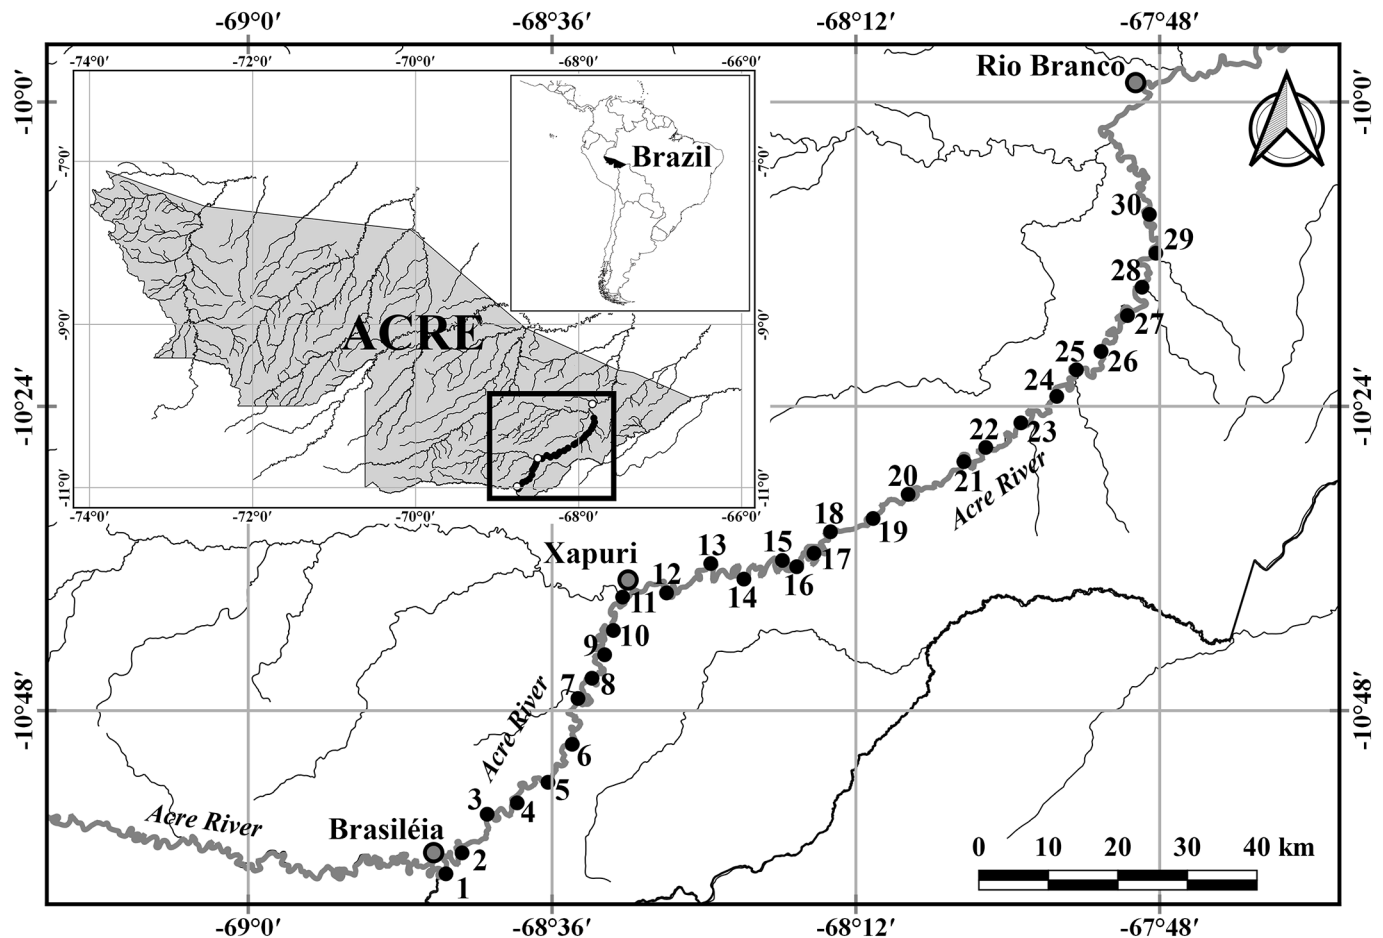 -69°0′ -68°36′ -68°12′ -67°48′
-74°0′ -72°0′ -70°0′ -68°0′ -66°0′
Rio Branco
-10°0′ -10°0′
Brazil
-7°0′ -7°0′
30
29
28
ACRE
-9°0′ -9°0′
27
26
25
24
-10°24′ -10°24′
23
22
21
20
Acre River
-11°0′ -11°0′
-74°0′ -72°0′ -70°0′ -68°0′ -66°0′
19
18
17
Xapuri
13
15
16
12
14
11
10
9
8
7
Acre River
-10°48′ -10°48′
6
5
4
3
Acre River
Brasiléia
2
1
0 10 20 30 40 km
-69°0′ -68°36′ -68°12′ -67°48′